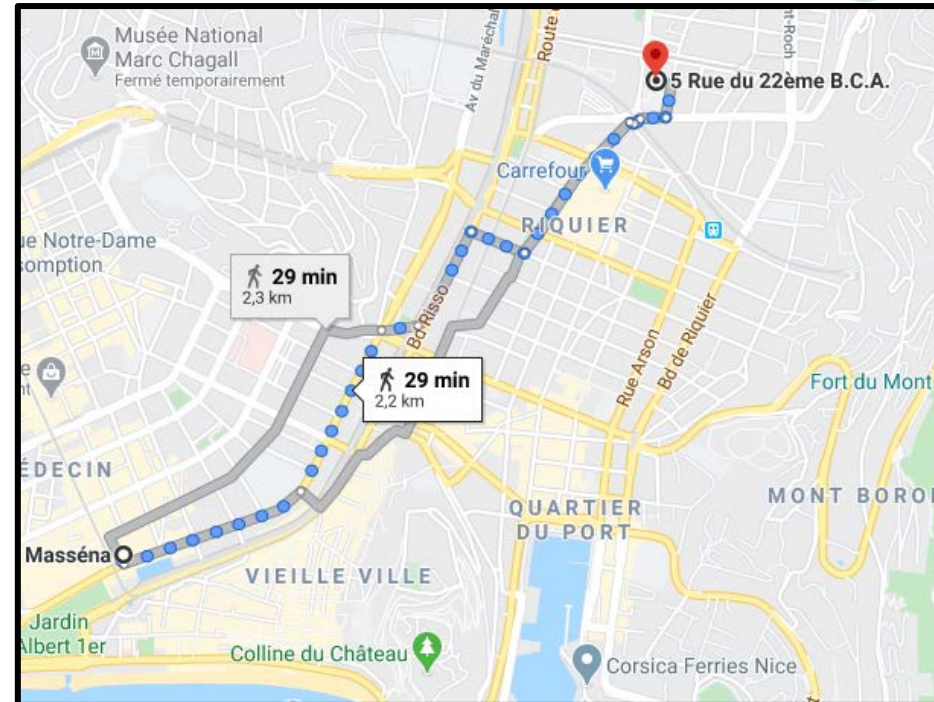 Musée National
Marc Chagall
Fermé temporairement
Av du Maréchal
Route
nt-Roch
5 Rue du 22ème B.C.A.
Carrefour
RIQUIER
ue Notre-Dame
somption
29 min
2,3 km
Bd Risso
29 min
2,2 km
Rue Arson
Bd de Riquier
Fort du Mont
nt
ÉDECIN
QUARTIER
DU PORT
MONT BORO
Masséna
VIEILLE VILLE
Jardin
Albert 1er
Colline du Château
Corsica Ferries Nice